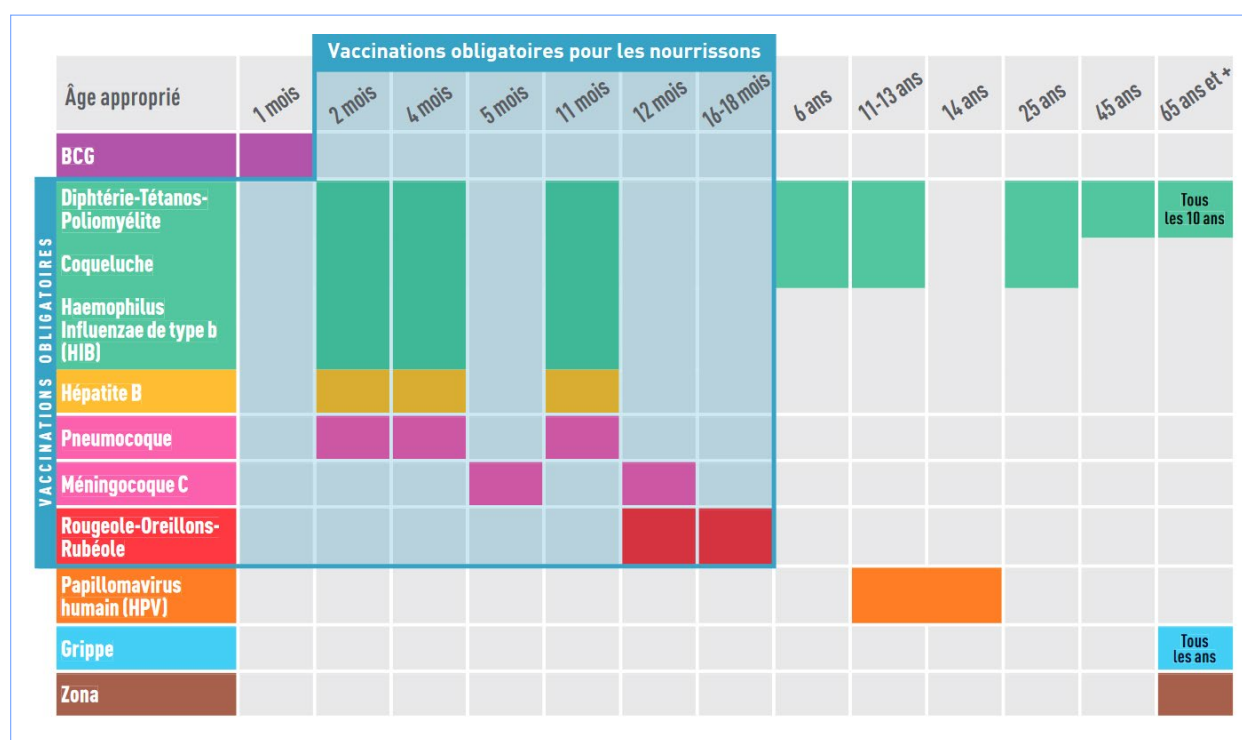 Vaccinations obligatoires pour les nourrissons
Âge approprié
1 mois
2 mois
4 mois
5 mois
11 mois
12 mois
16-18 mois
6 ans
11-13 ans
14 ans
25 ans
45 ans
65 ans et +
BCG
VACCINATIONS OBLIGATOIRES
Diphtérie-Tétanos-
Poliomyélite
Tous
les 10 ans
Coqueluche
Haemophilus
Influenzae de type b
(HIB)
Hépatite B
Pneumocoque
Méningocoque C
Rougeole-Oreillons-
Rubéole
Papillomavirus
humain (HPV)
Grippe
Tous
les ans
Zona